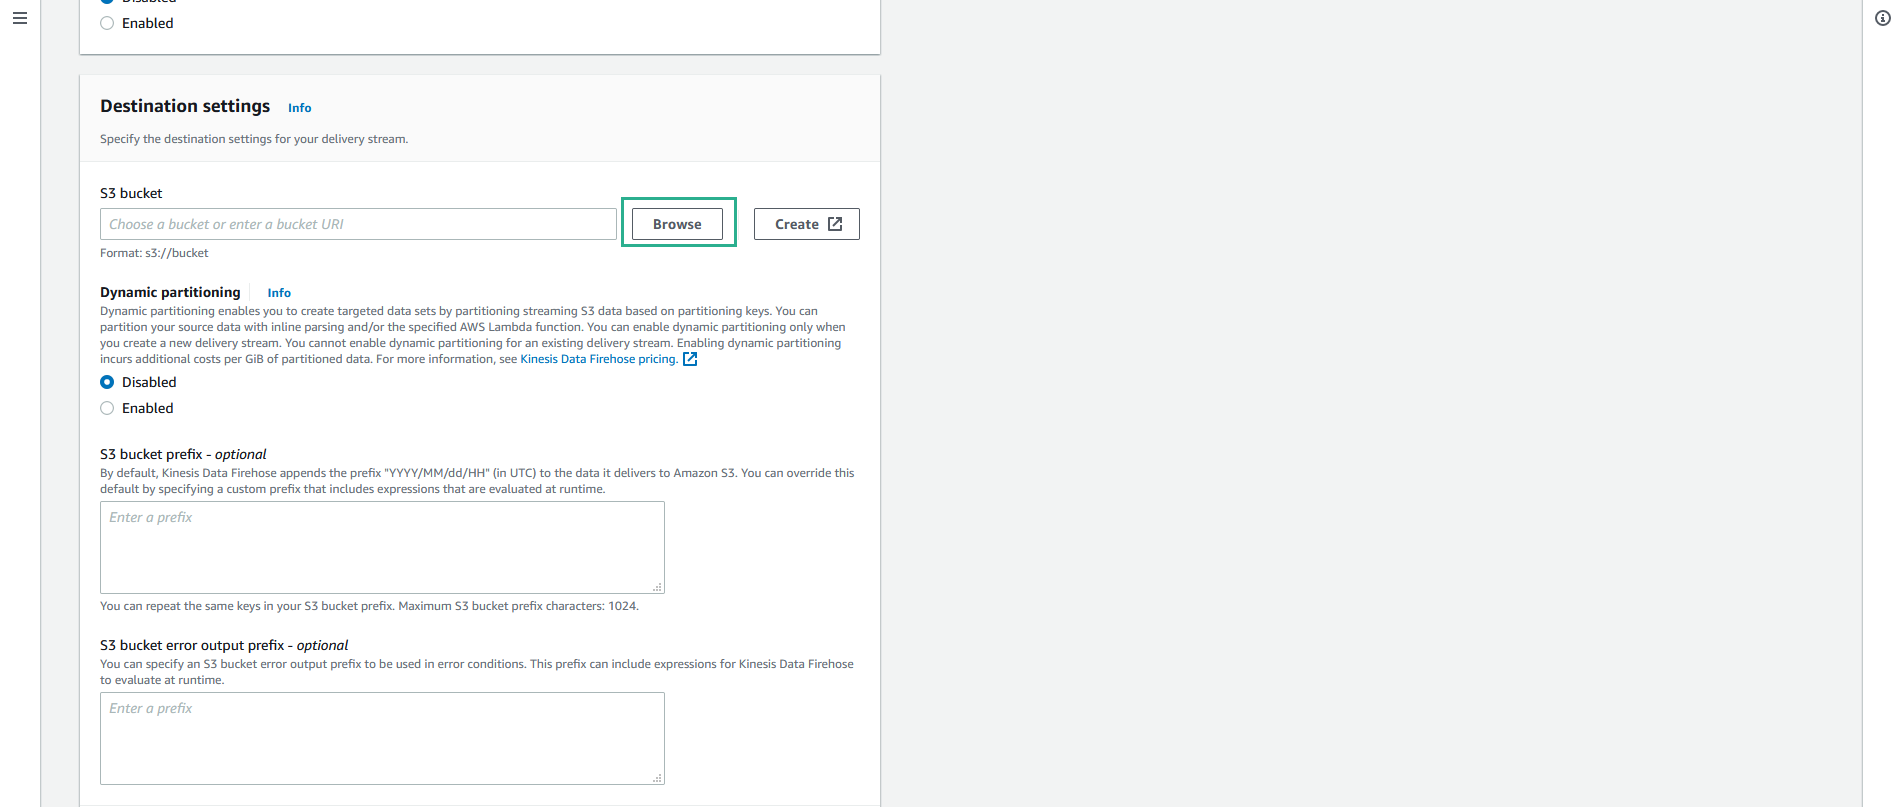 Disabled
Enabled
Destination settings Info
Specify the destination settings for your delivery stream.
S3 bucket
Choose a bucket or enter a bucket URI Browse Create
Format: s3://bucket
Dynamic partitioning Info
Dynamic partitioning enables you to create targeted data sets by partitioning streaming S3 data based on partitioning keys. You can
partition your source data with inline parsing and/or the specified AWS Lambda function. You can enable dynamic partitioning only when
you create a new delivery stream. You cannot enable dynamic partitioning for an existing delivery stream. Enabling dynamic partitioning
incurs additional costs per GiB of partitioned data. For more information, see Kinesis Data Firehose pricing.
Disabled
Enabled
S3 bucket prefix - optional
By default, Kinesis Data Firehose appends the prefix "YYYY/MM/dd/HH" (in UTC) to the data it delivers to Amazon S3. You can override this
default by specifying a custom prefix that includes expressions that are evaluated at runtime.
Enter a prefix
You can repeat the same keys in your S3 bucket prefix. Maximum S3 bucket prefix characters: 1024.
S3 bucket error output prefix - optional
You can specify an S3 bucket error output prefix to be used in error conditions. This prefix can include expressions for Kinesis Data Firehose
to evaluate at runtime.
Enter a prefix